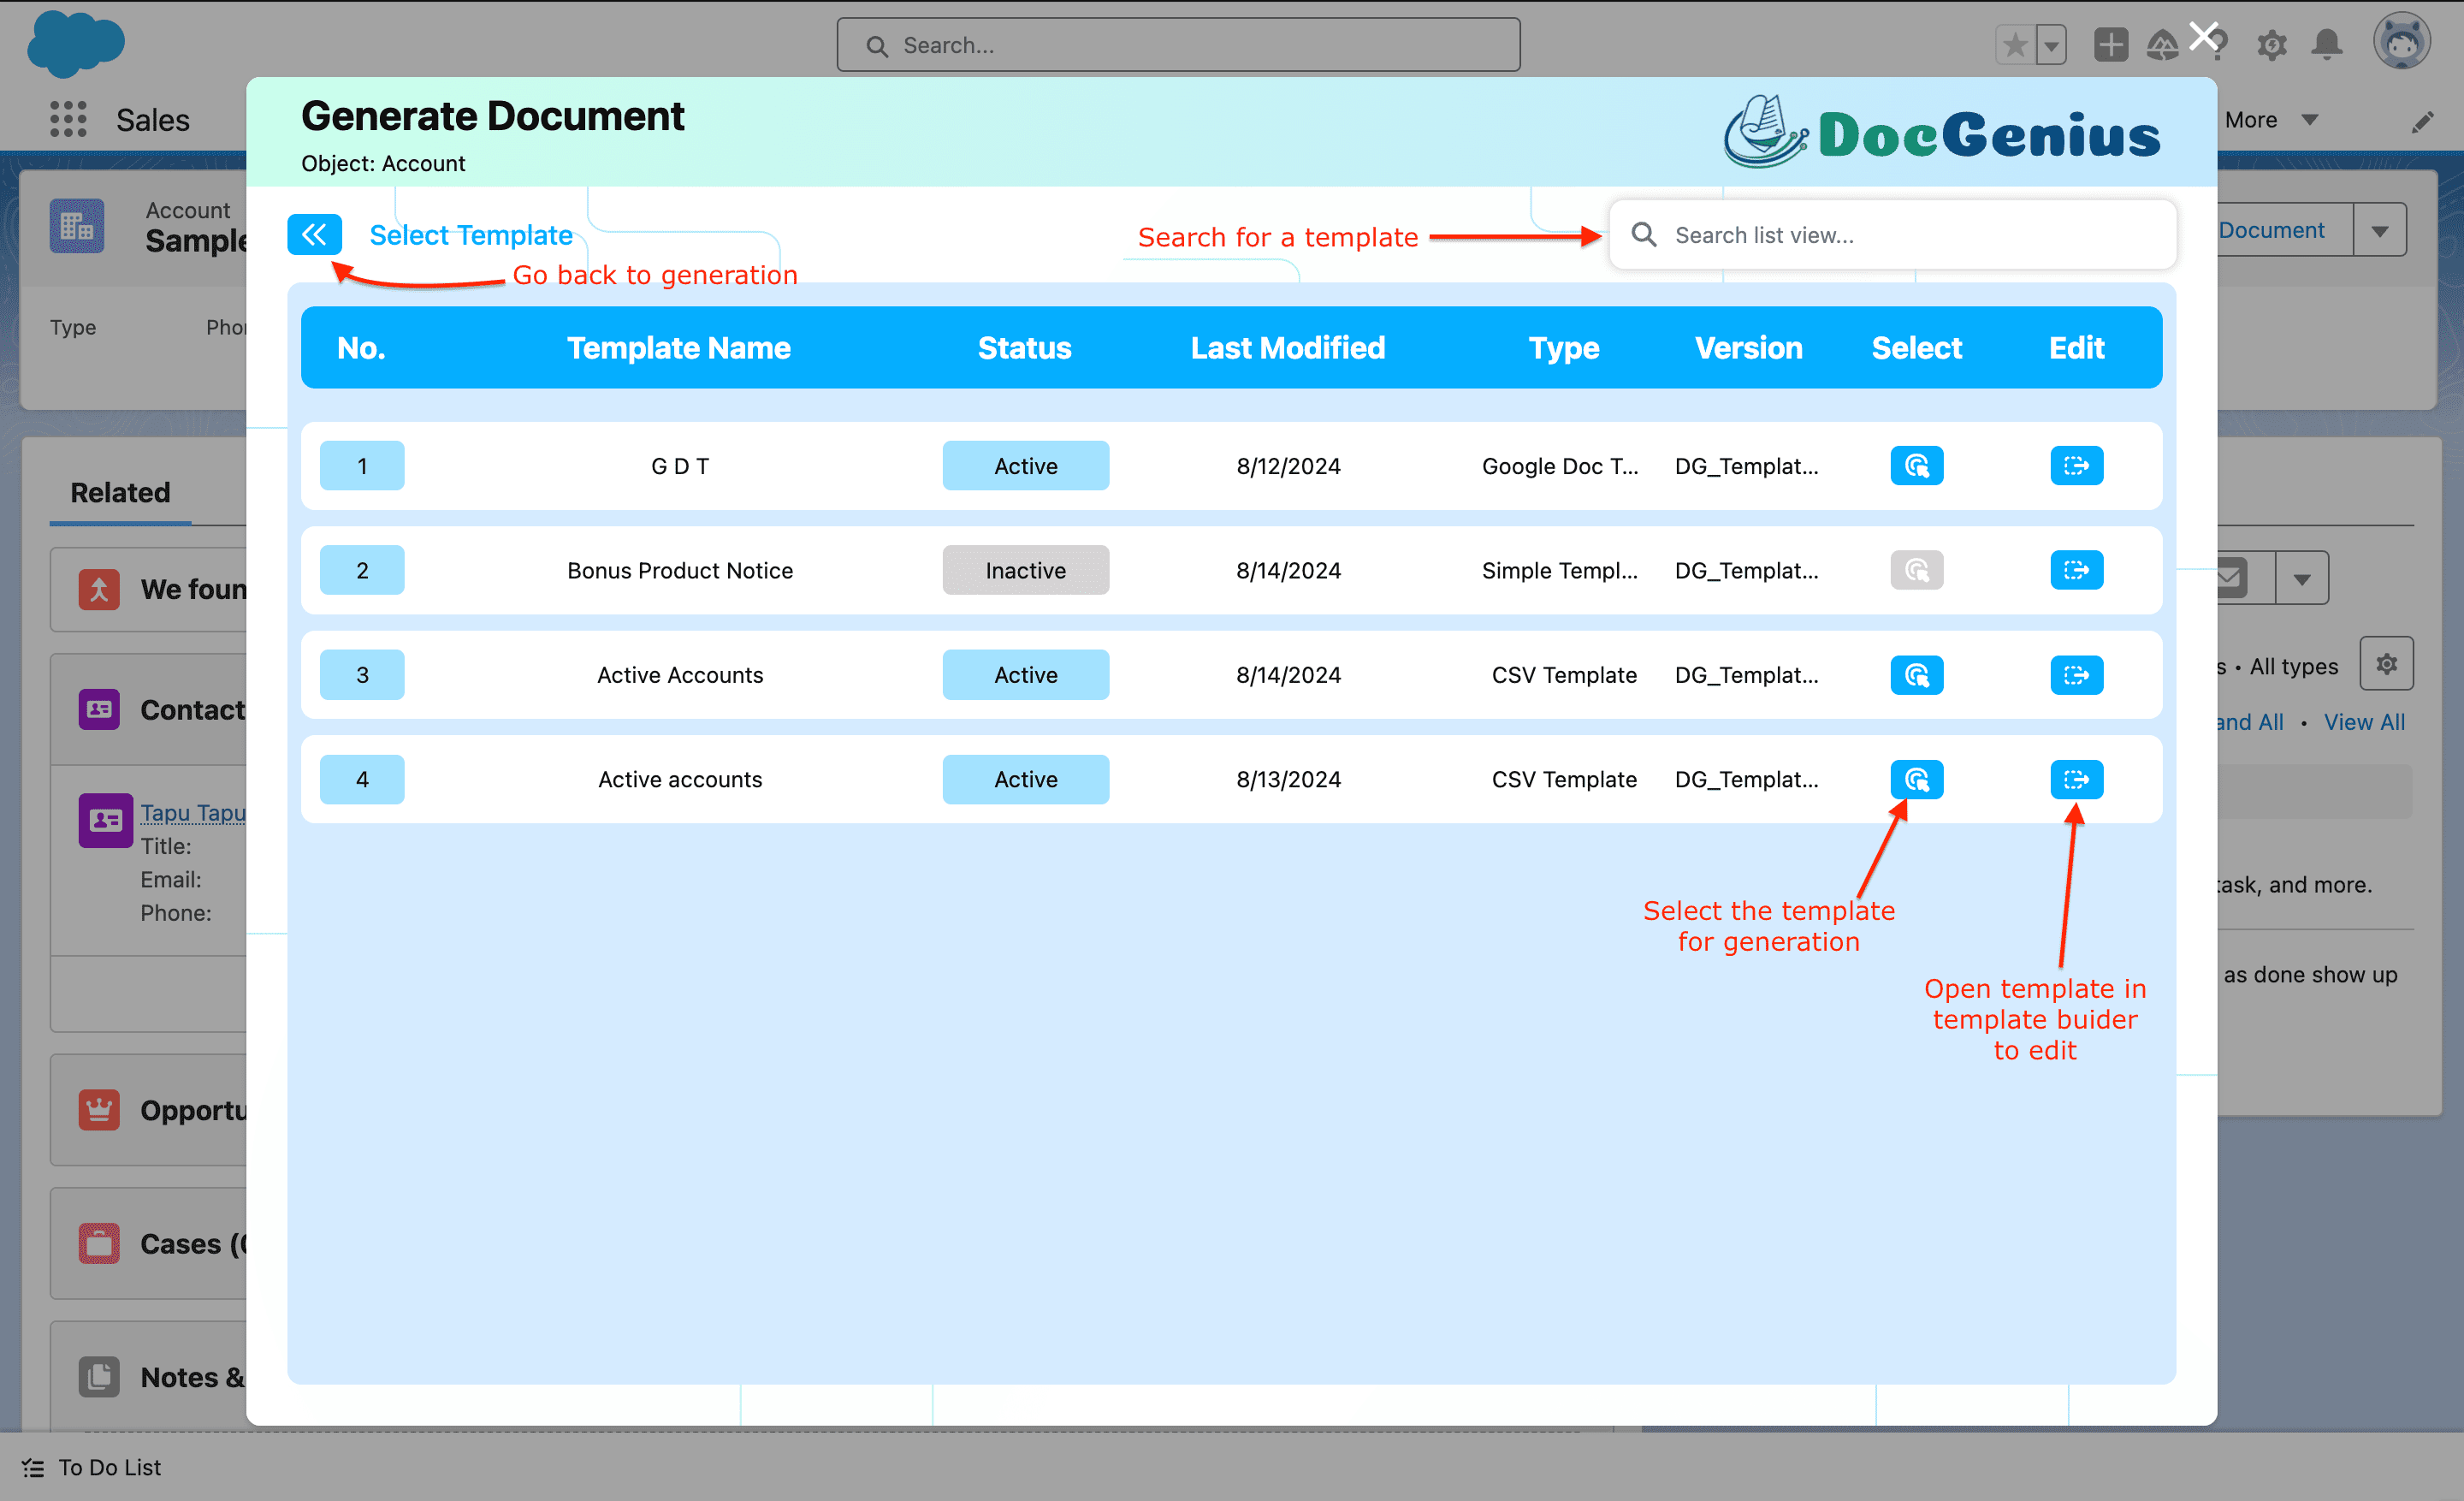 Search...
Sales
More
Generate Document
Object: Account
DocGenius
Account
Sample
Document
Select Template
Search for a template
Search list view...
Go back to generation
Type
Phon
No. Template Name Status Last Modified Type Version Select Edit
1 G D T Active 8/12/2024 Google Doc T... DG_Templat...
2 Bonus Product Notice Inactive 8/14/2024 Simple Templ... DG_Templat...
3 Active Accounts Active 8/14/2024 CSV Template DG_Templat...
4 Active accounts Active 8/13/2024 CSV Template DG_Templat...
Select the template
for generation
Open template in
template buider
to edit
Related
We foun
Contact
Tapu Tapu
Title:
Email:
Phone:
Opportu
Cases (
Notes &
s • All types
and All • View All
task, and more.
as done show up
To Do List